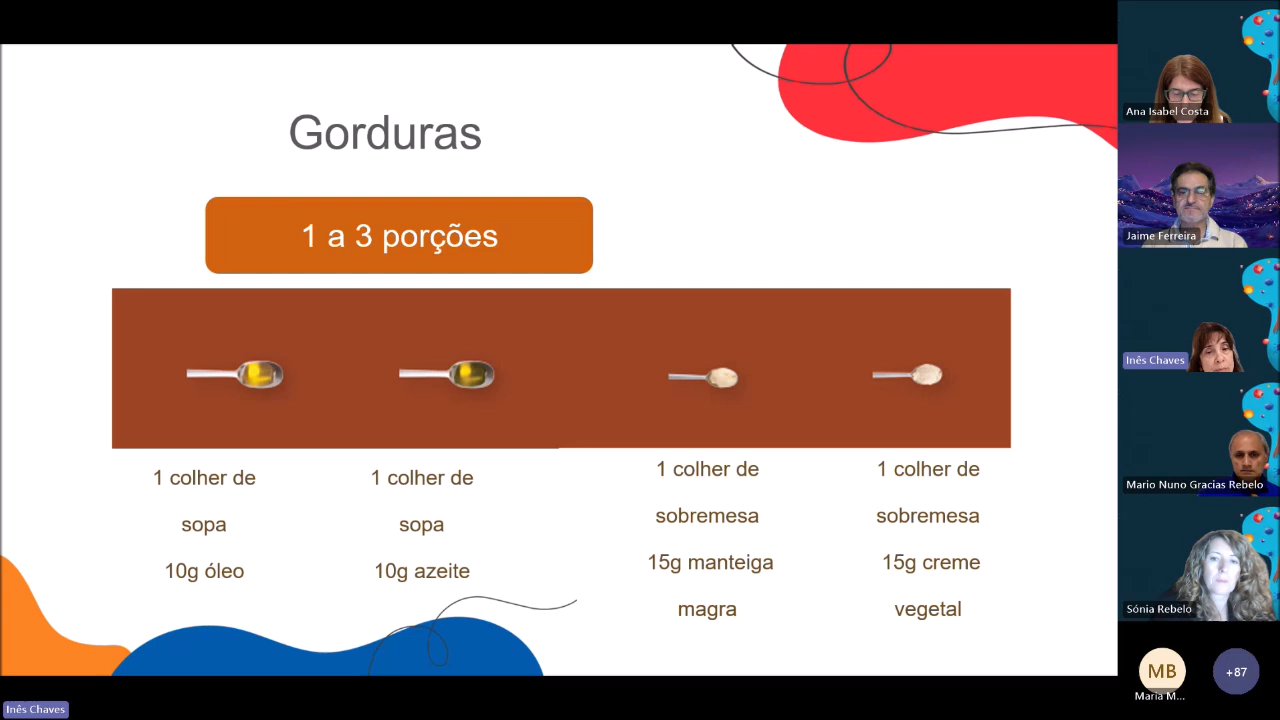 Gorduras
1 a 3 porções
1 colher de
sopa
10g óleo
1 colher de
sopa
10g azeite
1 colher de
sobremesa
15g manteiga
magra
1 colher de
sobremesa
15g creme
vegetal
Ana Isabel Costa
Jaime Ferreira
Inês Chaves
Mario Nuno Gracias Rebelo
Sónia Rebelo
MB
Maria M...
+87
Inês Chaves